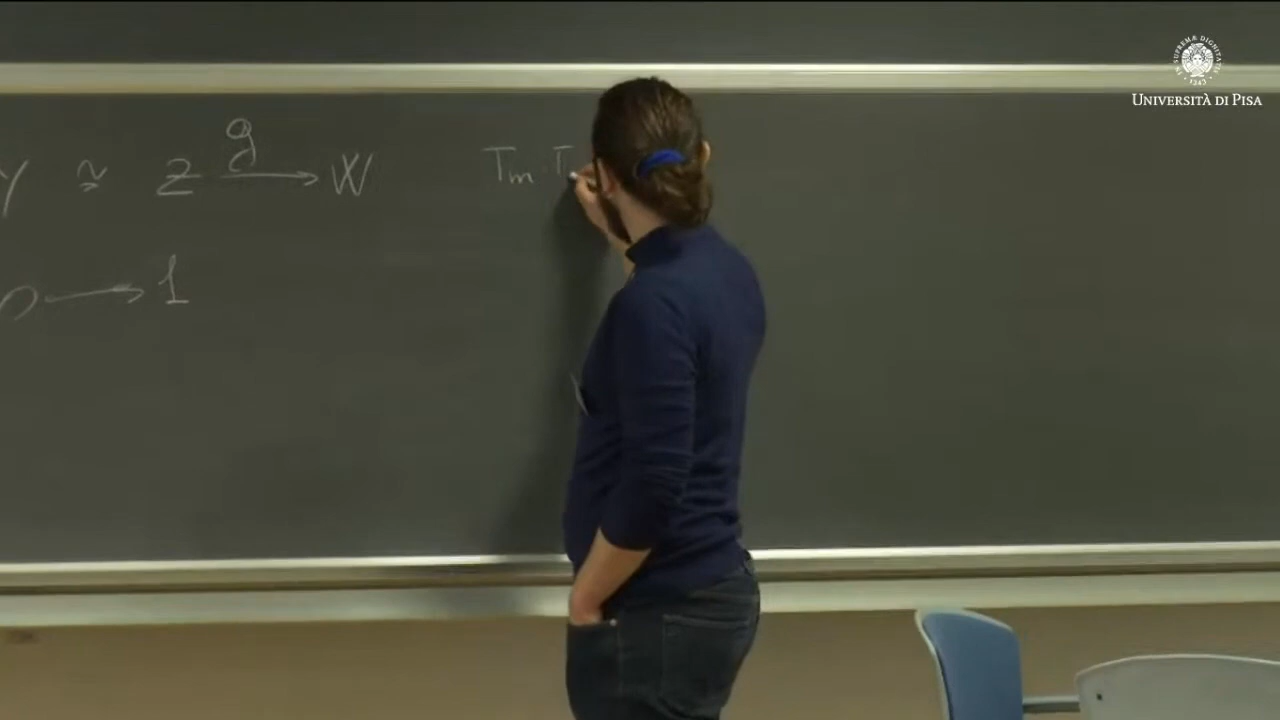 Y ≅ Z →g W
Tm T
→ 1
UNIVERSITÀ DI PISA